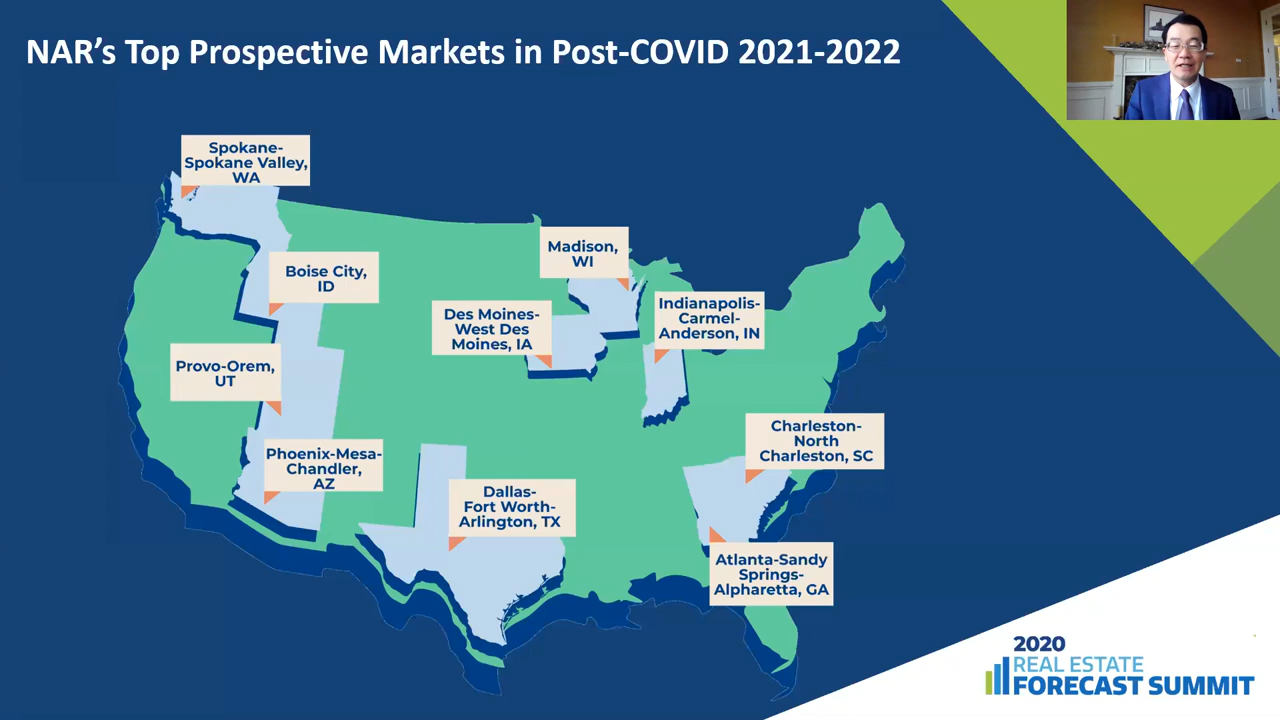 NAR's Top Prospective Markets in Post-COVID 2021-2022
Spokane-
Spokane Valley,
WA
Boise City,
ID
Provo-Orem,
UT
Phoenix-Mesa-
Chandler,
AZ
Madison,
WI
Des Moines-
West Des
Moines, IA
Indianapolis-
Carmel-
Anderson, IN
Dallas-
Fort Worth-
Arlington, TX
Charleston-
North
Charleston, SC
Atlanta-Sandy
Springs-
Alpharetta, GA
2020
REAL ESTATE
FORECAST SUMMIT